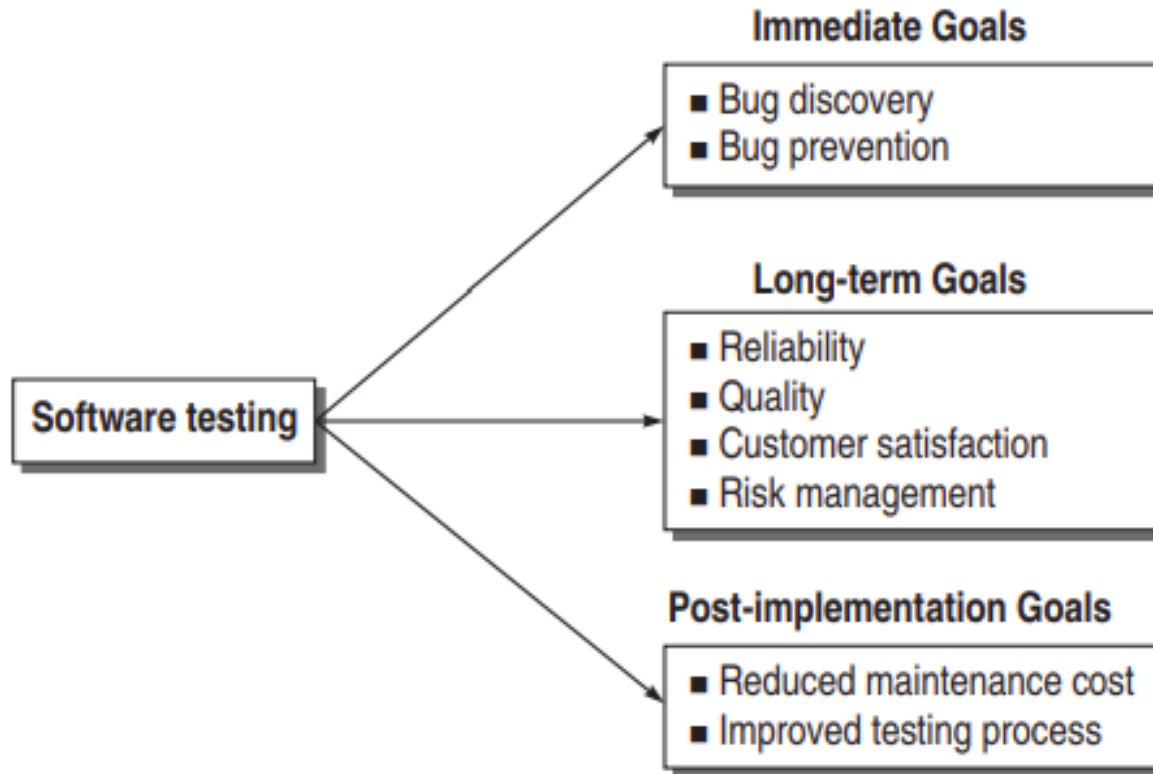 Immediate Goals
■ Bug discovery
■ Bug prevention
Long-term Goals
■ Reliability
■ Quality
■ Customer satisfaction
■ Risk management
Software testing
Post-implementation Goals
■ Reduced maintenance cost
■ Improved testing process